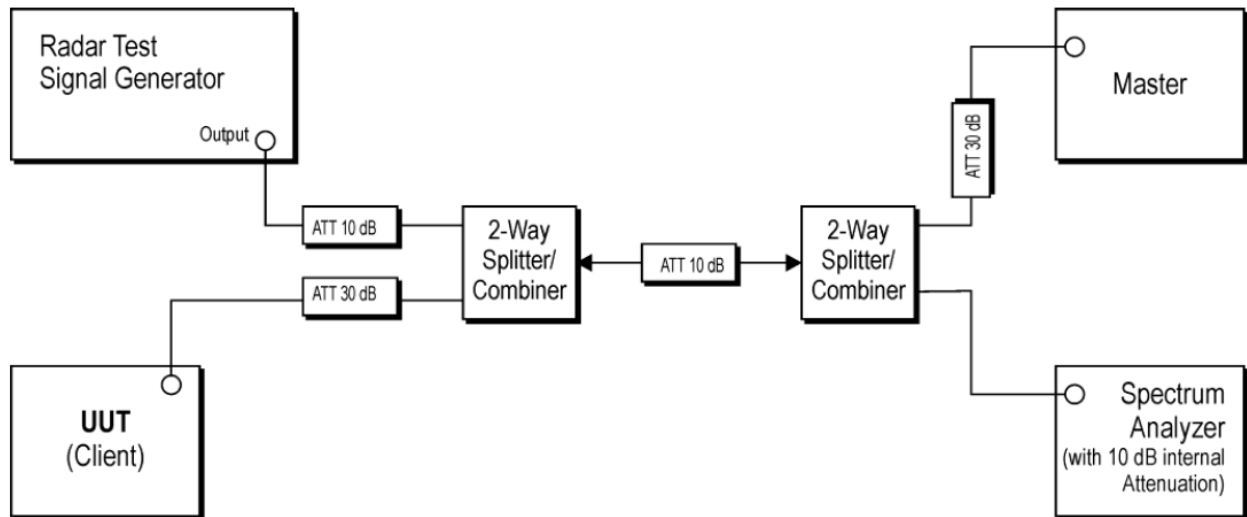 Radar Test
Signal Generator
Output
ATT 10 dB
ATT 30 dB
2-Way
Splitter/
Combiner
ATT 10 dB
2-Way
Splitter/
Combiner
ATT 30 dB
Master
UUT
(Client)
Spectrum
Analyzer
(with 10 dB internal
Attenuation)